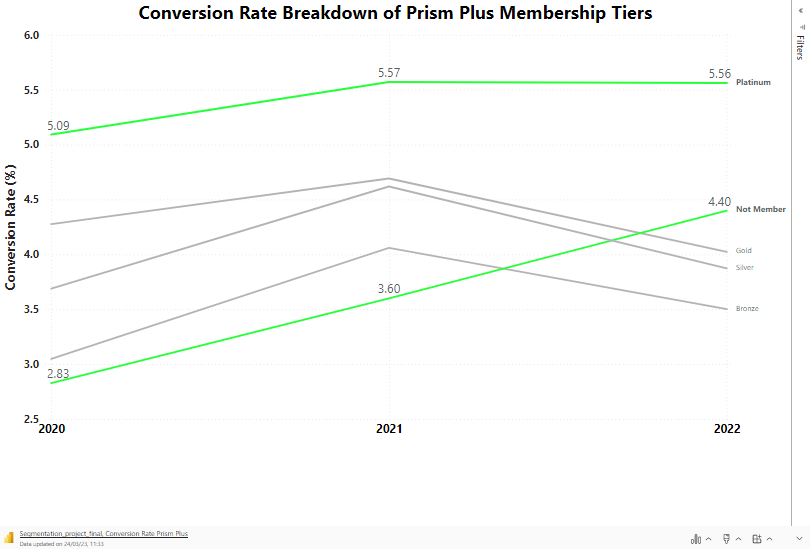 Conversion Rate Breakdown of Prism Plus Membership Tiers
Filters
6.0
5.57
5.56
5.5
Platinum
5.09
5.0
4.5
4.40
Not Member
Conversion Rate (%)
Gold
4.0
Silver
3.60
3.5
Bronze
3.0
2.83
2.5
2020
2021
2022
Segmentation_project_final, Conversion Rate Prism Plus
Data updated on 24/03/23, 11:33